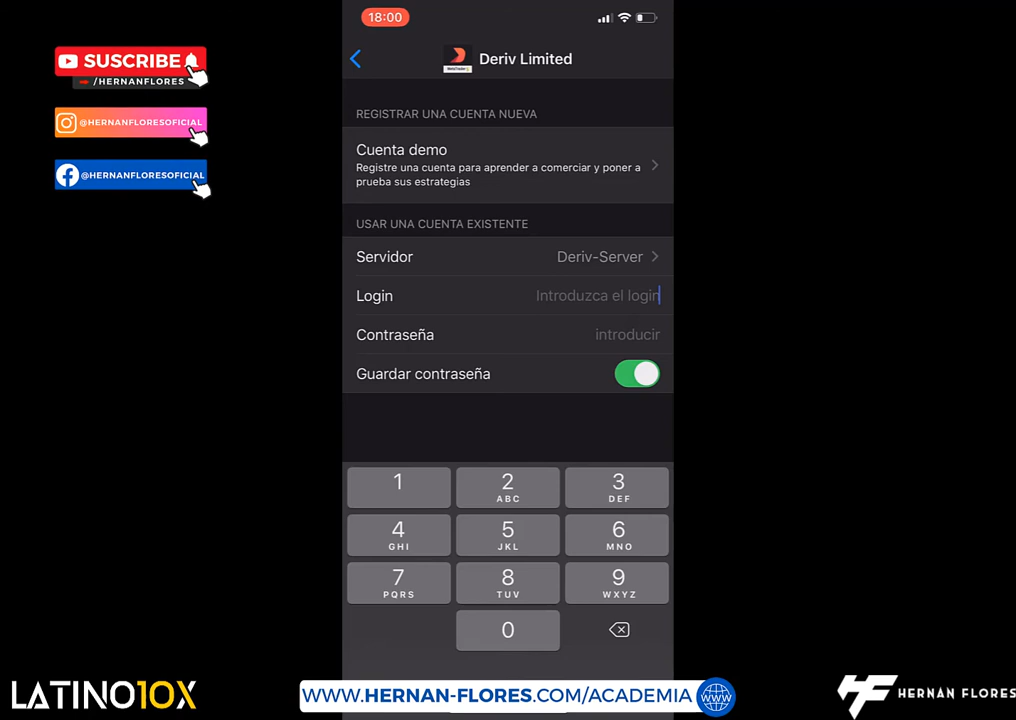 18:00
SUSCRIBE
/HERNANFLORES
@HERNANFLORESOFICIAL
@HERNANFLORESOFICIAL
Deriv Limited
REGISTRAR UNA CUENTA NUEVA
Cuenta demo
Registre una cuenta para aprender a comerciar y poner a
prueba sus estrategias
USAR UNA CUENTA EXISTENTE
Servidor Deriv-Server
Login Introduzca el login
Contraseña introducir
Guardar contraseña
1 2 3
ABC DEF
4 5 6
GHI JKL MNO
7 8 9
PQRS TUV WXYZ
0
LATINO10X
WWW.HERNAN-FLORES.COM/ACADEMIA
WWW
HF HERNAN FLORES